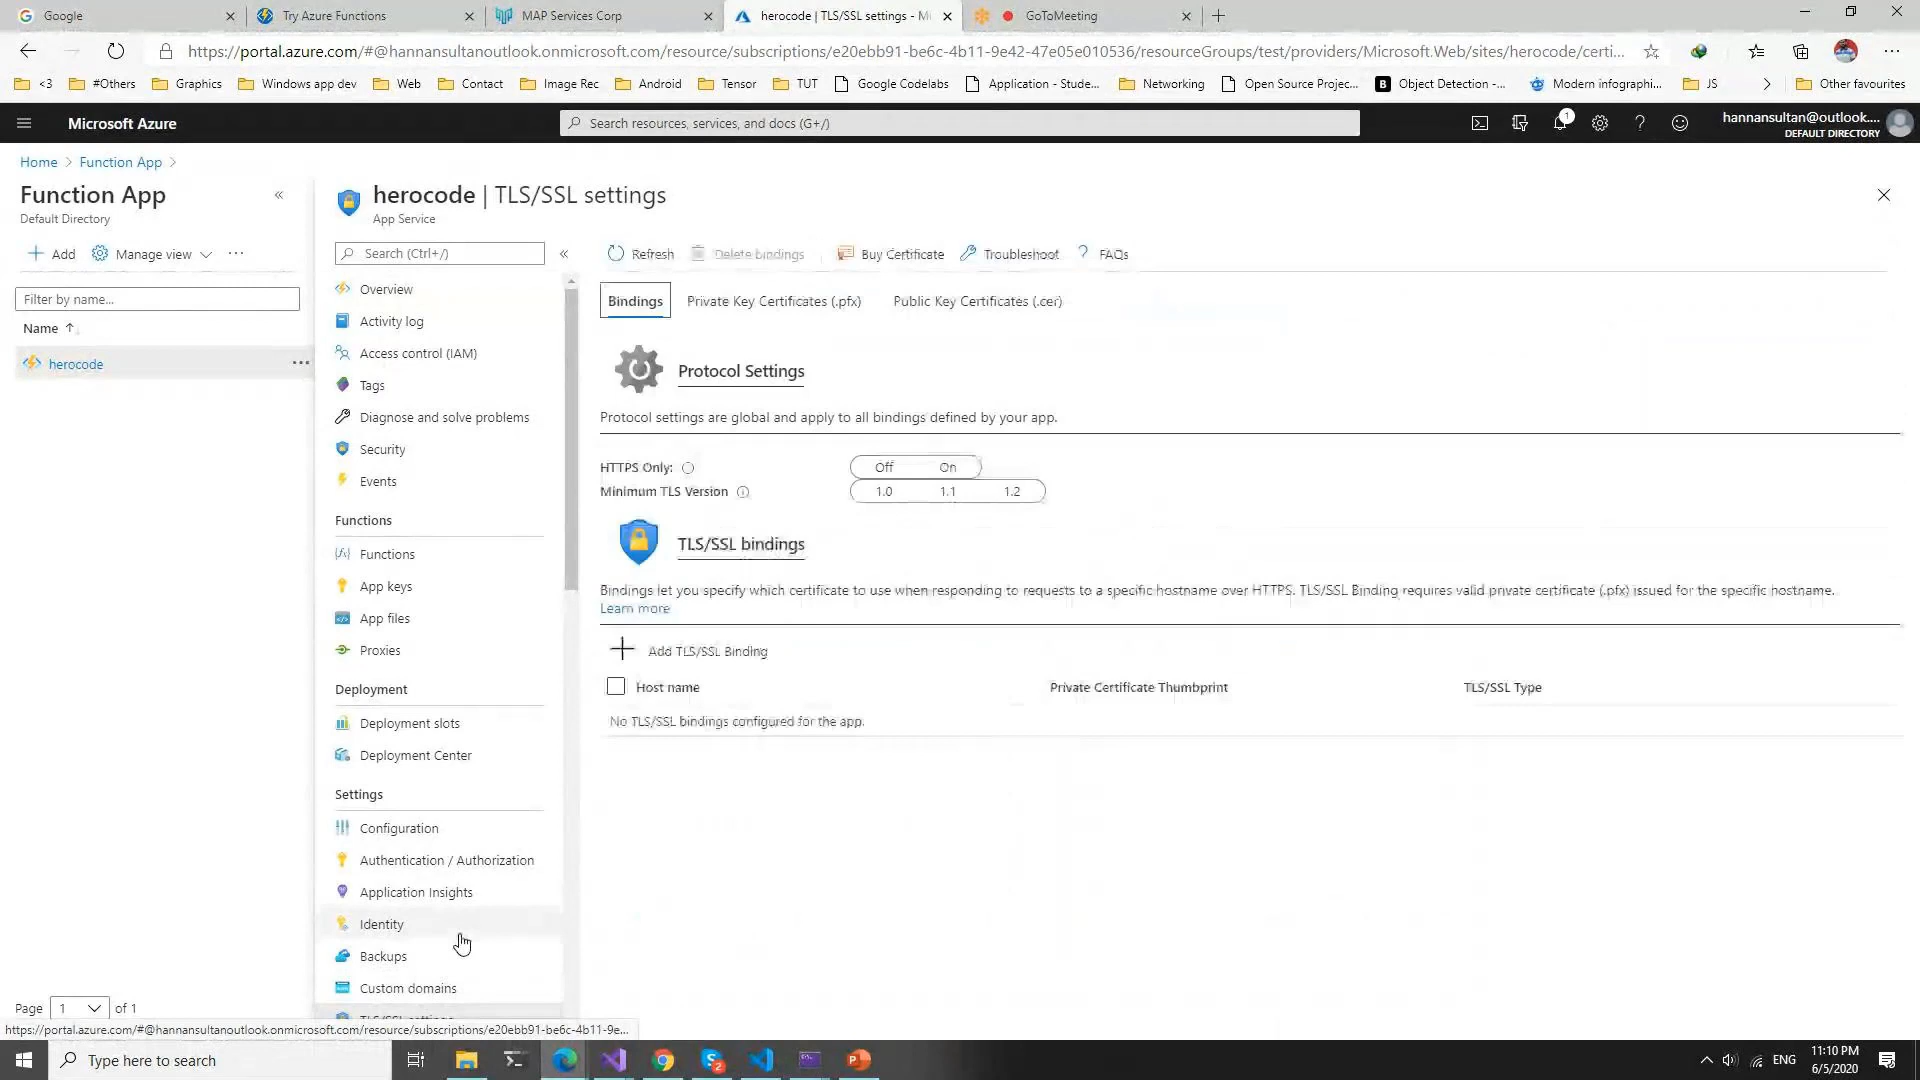 Google
Try Azure Functions
MAP Services Corp
herocode | TLS/SSL settings - Mi
GoToMeeting
https://portal.azure.com/#@hannansultanoutlook.onmicrosoft.com/resource/subscriptions/e20ebb91-be6c-4b11-9e42-47e05e010536/resourceGroups/test/providers/Microsoft.Web/sites/herocode/certi...
<3
#Others
Graphics
Windows app dev
Web
Contact
Image Rec
Android
Tensor
TUT
Google Codelabs
Application - Stude...
Networking
Open Source Projec...
Object Detection -...
Modern infographi...
JS
Other favourites
Microsoft Azure
Search resources, services, and docs (G+/)
1
hannansultan@outlook....
DEFAULT DIRECTORY
Home > Function App >
Function App
Default Directory
Add
Manage view
Filter by name...
Name ↑
herocode
Page 1 of 1
herocode | TLS/SSL settings
App Service
Search (Ctrl+/)
Overview
Activity log
Access control (IAM)
Tags
Diagnose and solve problems
Security
Events
Functions
Functions
App keys
App files
Proxies
Deployment
Deployment slots
Deployment Center
Settings
Configuration
Authentication / Authorization
Application Insights
Identity
Backups
Custom domains
TLS/SSL settings
Refresh
Delete bindings
Buy Certificate
Troubleshoot
? FAQs
Bindings
Private Key Certificates (.pfx)
Public Key Certificates (.cer)
Protocol Settings
Protocol settings are global and apply to all bindings defined by your app.
HTTPS Only:
Off On
Minimum TLS Version
1.0 1.1 1.2
TLS/SSL bindings
Bindings let you specify which certificate to use when responding to requests to a specific hostname over HTTPS. TLS/SSL Binding requires valid private certificate (.pfx) issued for the specific hostname.
Learn more
Add TLS/SSL Binding
Host name
Private Certificate Thumbprint
TLS/SSL Type
No TLS/SSL bindings configured for the app.
https://portal.azure.com/#@hannansultanoutlook.onmicrosoft.com/resource/subscriptions/e20ebb91-be6c-4b11-9e...
Type here to search
2
ENG
11:10 PM
6/5/2020